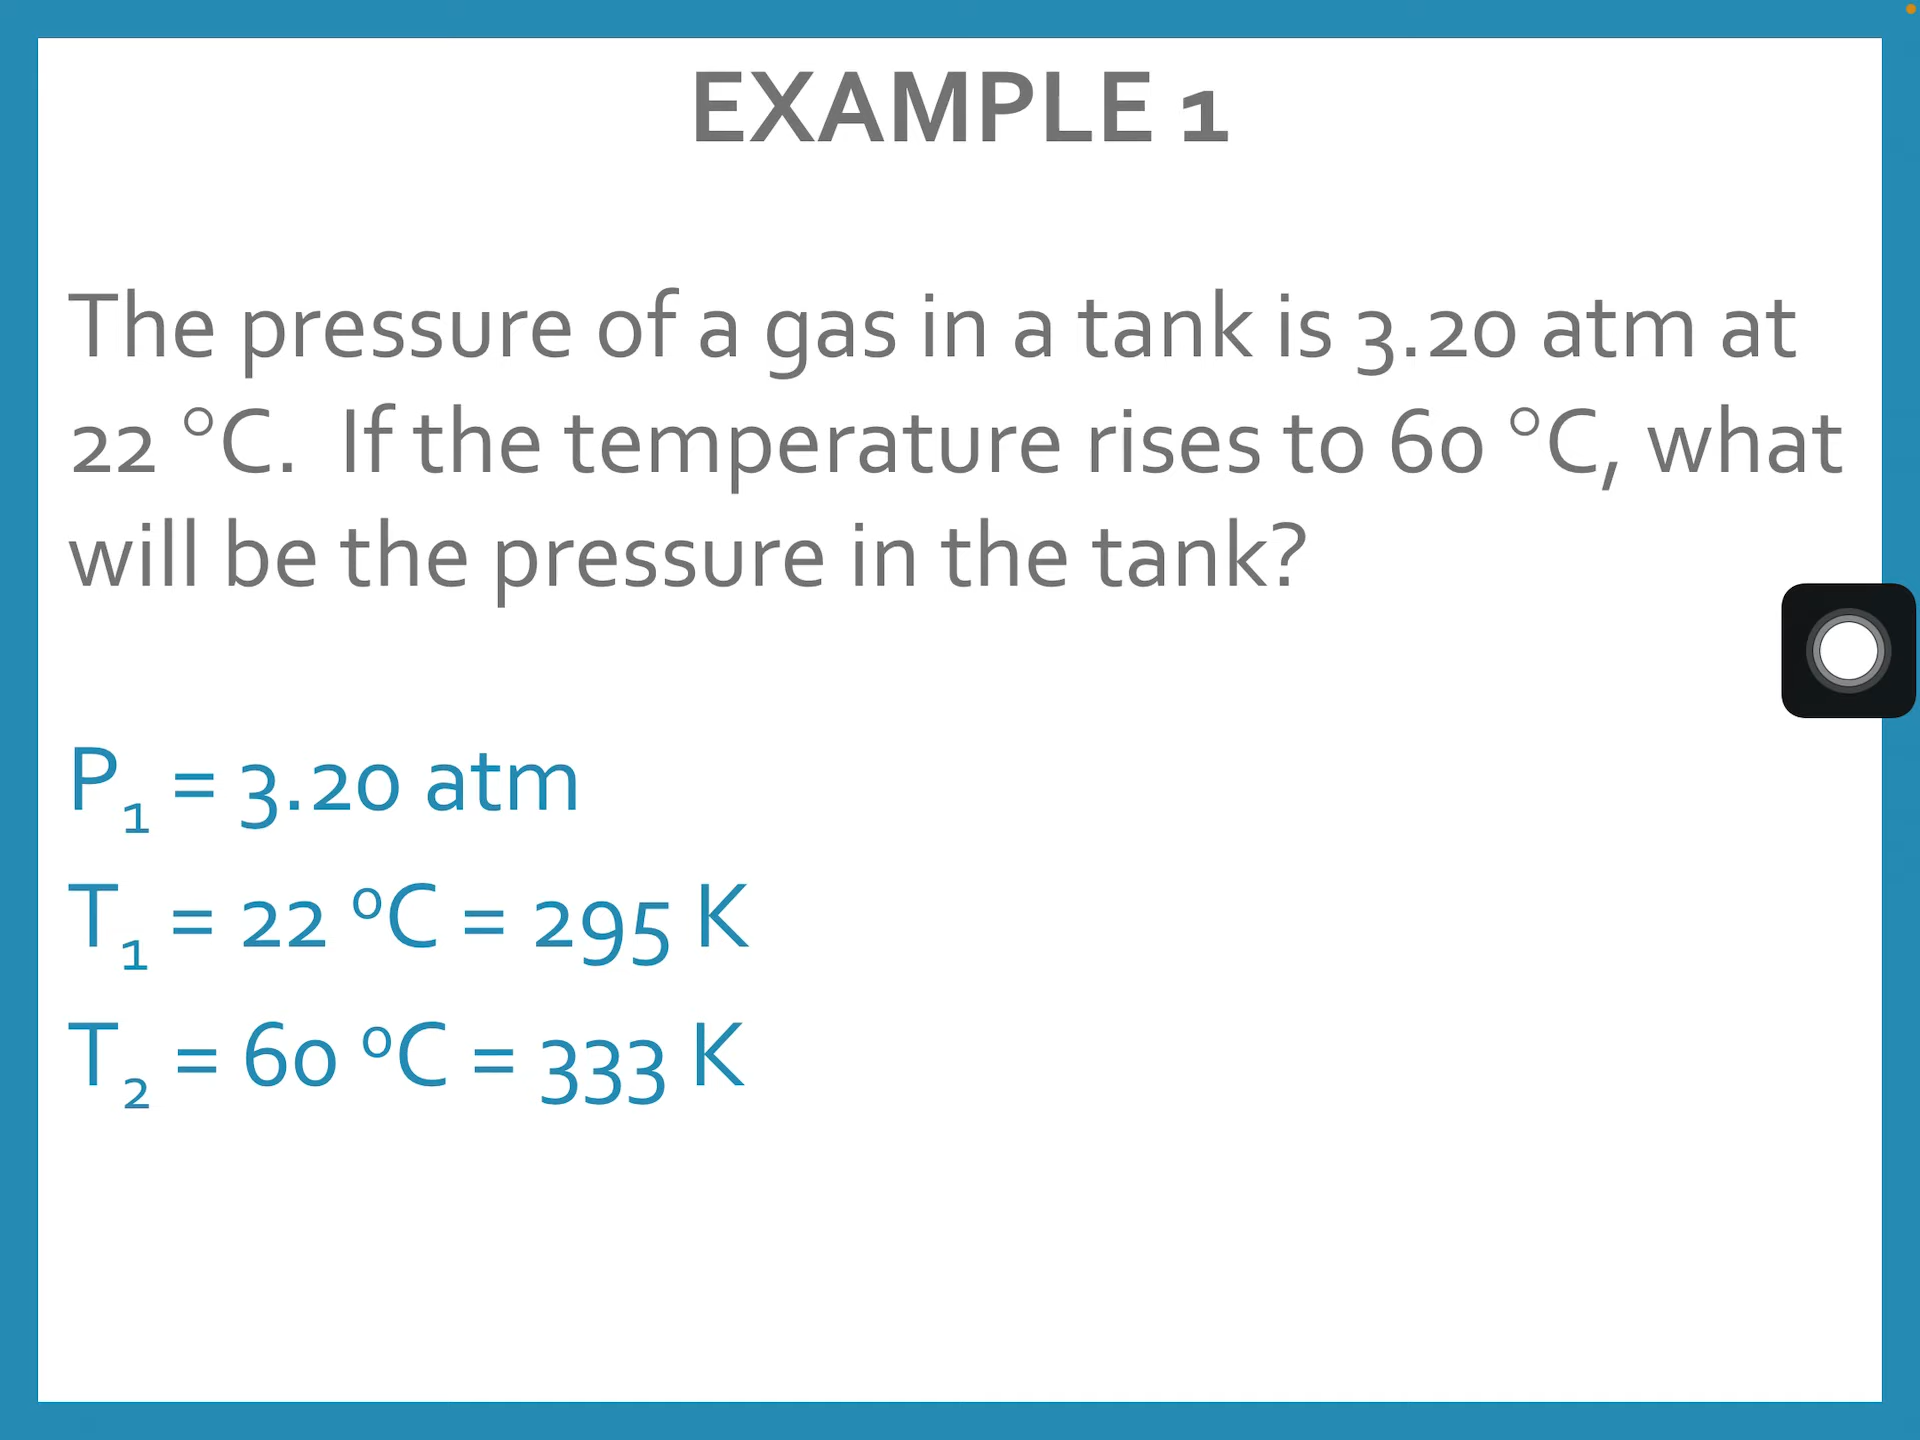 EXAMPLE 1
The pressure of a gas in a tank is 3.20 atm at
22 °C.  If the temperature rises to 60 °C, what
will be the pressure in the tank?
P₁ = 3.20 atm
T₁ = 22 ⁰C = 295 K
T₂ = 60 ⁰C = 333 K